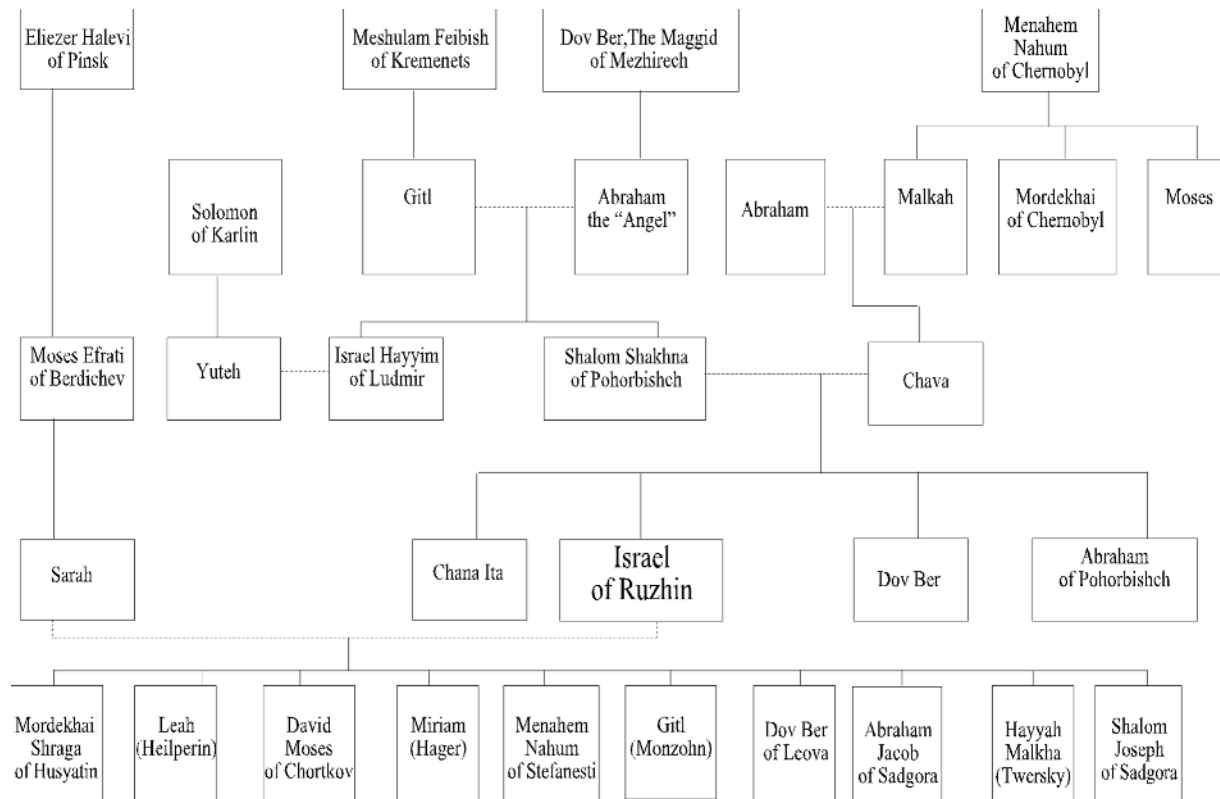 Eliezer Halevi
of Pinsk
Meshulam Feibish
of Kremenets
Dov Ber,The Maggid
of Mezhirech
Menahem
Nahum
of Chernobyl
Solomon
of Karlin
Gitl
Abraham
the “Angel”
Abraham
Malkah
Mordekhai
of Chernobyl
Moses
Moses Efrati
of Berdichev
Yuteh
Israel Hayyim
of Ludmir
Shalom Shakhna
of Pohorbishch
Chava
Sarah
Chana Ita
Israel
of Ruzhin
Dov Ber
Abraham
of Pohorbishch
Mordekhai
Shraga
of Husyatin
Leah
(Heilperin)
David
Moses
of Chortkov
Miriam
(Hager)
Menahem
Nahum
of Stefanesti
Gitl
(Monzohn)
Dov Ber
of Leova
Abraham
Jacob
of Sadgora
Hayyah
Malkha
(Twersky)
Shalom
Joseph
of Sadgora